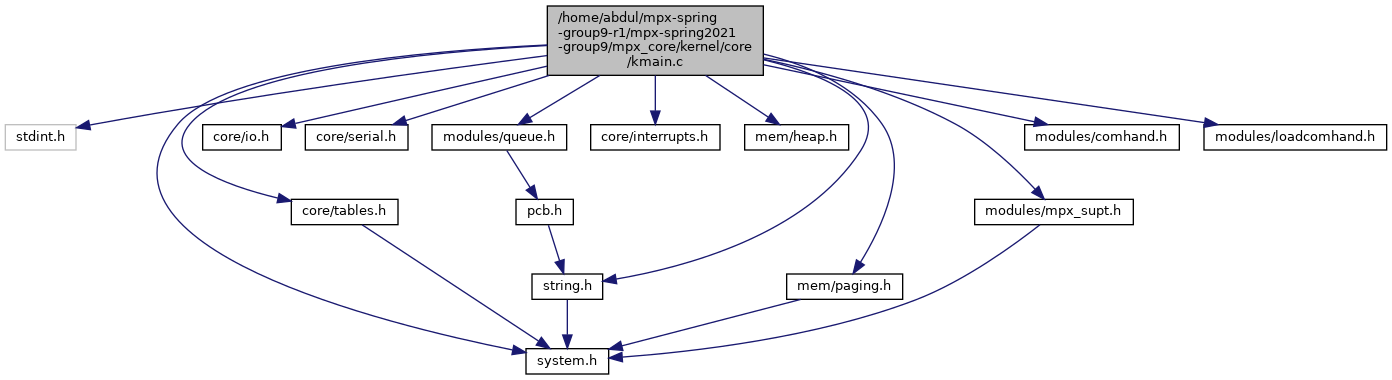 /home/abdul/mpx-spring
-group9-r1/mpx-spring2021
-group9/mpx_core/kernel/core
/kmain.c
stdint.h
core/io.h
core/serial.h
modules/queue.h
core/interrupts.h
mem/heap.h
modules/comhand.h
modules/loadcomhand.h
core/tables.h
pcb.h
modules/mpx_supt.h
string.h
mem/paging.h
system.h